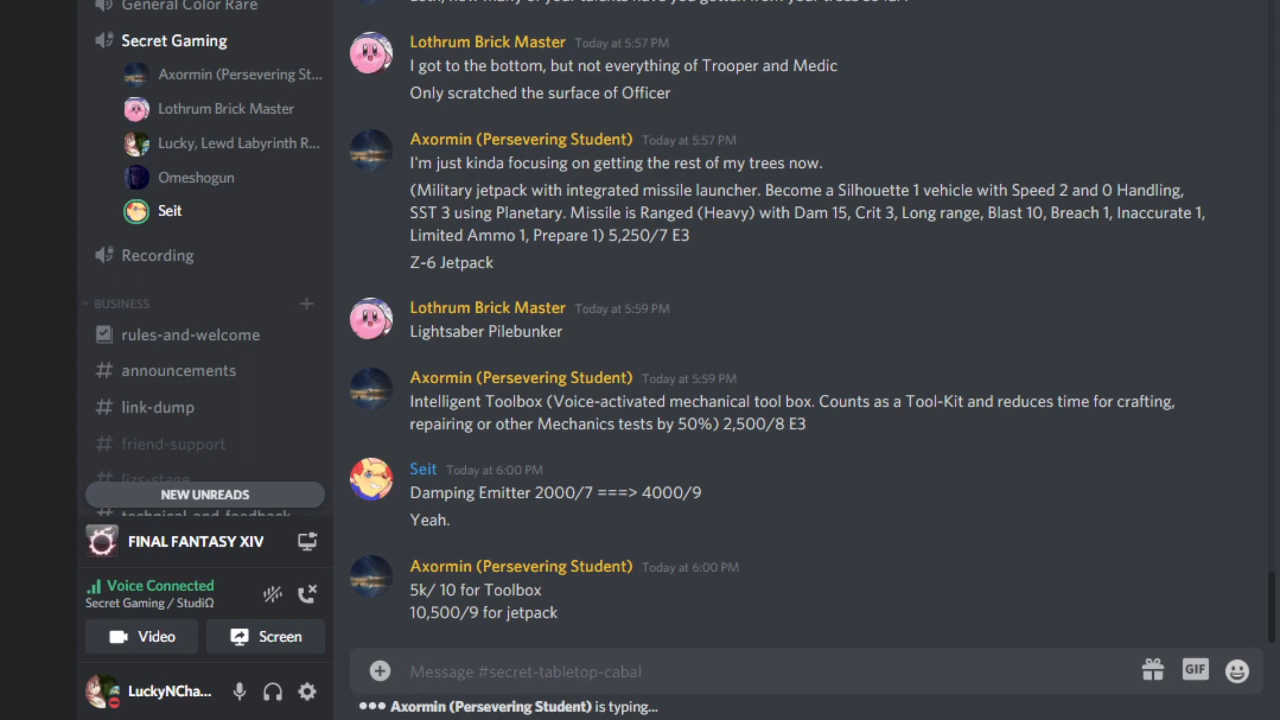 General Color Rare
Secret Gaming
Axormin (Persevering St...
Lothrum Brick Master
Lucky, Lewd Labyrinth R...
Omeshogun
Seit
Recording
BUSINESS
rules-and-welcome
announcements
link-dump
friend-support
NEW UNREADS
technical-and-feedback
FINAL FANTASY XIV
Voice Connected
Secret Gaming / StudiΩ
Video Screen
LuckyNCha...
Lothrum Brick Master Today at 5:57 PM
I got to the bottom, but not everything of Trooper and Medic
Only scratched the surface of Officer
Axormin (Persevering Student) Today at 5:57 PM
I'm just kinda focusing on getting the rest of my trees now.
(Military jetpack with integrated missile launcher. Become a Silhouette 1 vehicle with Speed 2 and 0 Handling,
SST 3 using Planetary. Missile is Ranged (Heavy) with Dam 15, Crit 3, Long range, Blast 10, Breach 1, Inaccurate 1,
Limited Ammo 1, Prepare 1) 5,250/7 E3
Z-6 Jetpack
Lothrum Brick Master Today at 5:59 PM
Lightsaber Pilebunker
Axormin (Persevering Student) Today at 5:59 PM
Intelligent Toolbox (Voice-activated mechanical tool box. Counts as a Tool-Kit and reduces time for crafting,
repairing or other Mechanics tests by 50%) 2,500/8 E3
Seit Today at 6:00 PM
Damping Emitter 2000/7 ===> 4000/9
Yeah.
Axormin (Persevering Student) Today at 6:00 PM
5k/ 10 for Toolbox
10,500/9 for jetpack
Message #secret-tabletop-cabal
GIF
Axormin (Persevering Student) is typing...